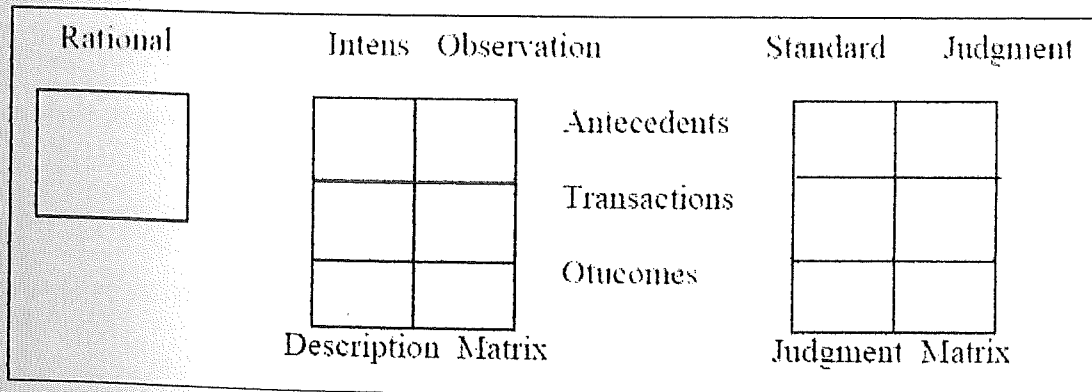 Rational Intens Observation Standard Judgment
Antecedents
Transactions
Otucomes
Description Matrix Judgment Matrix